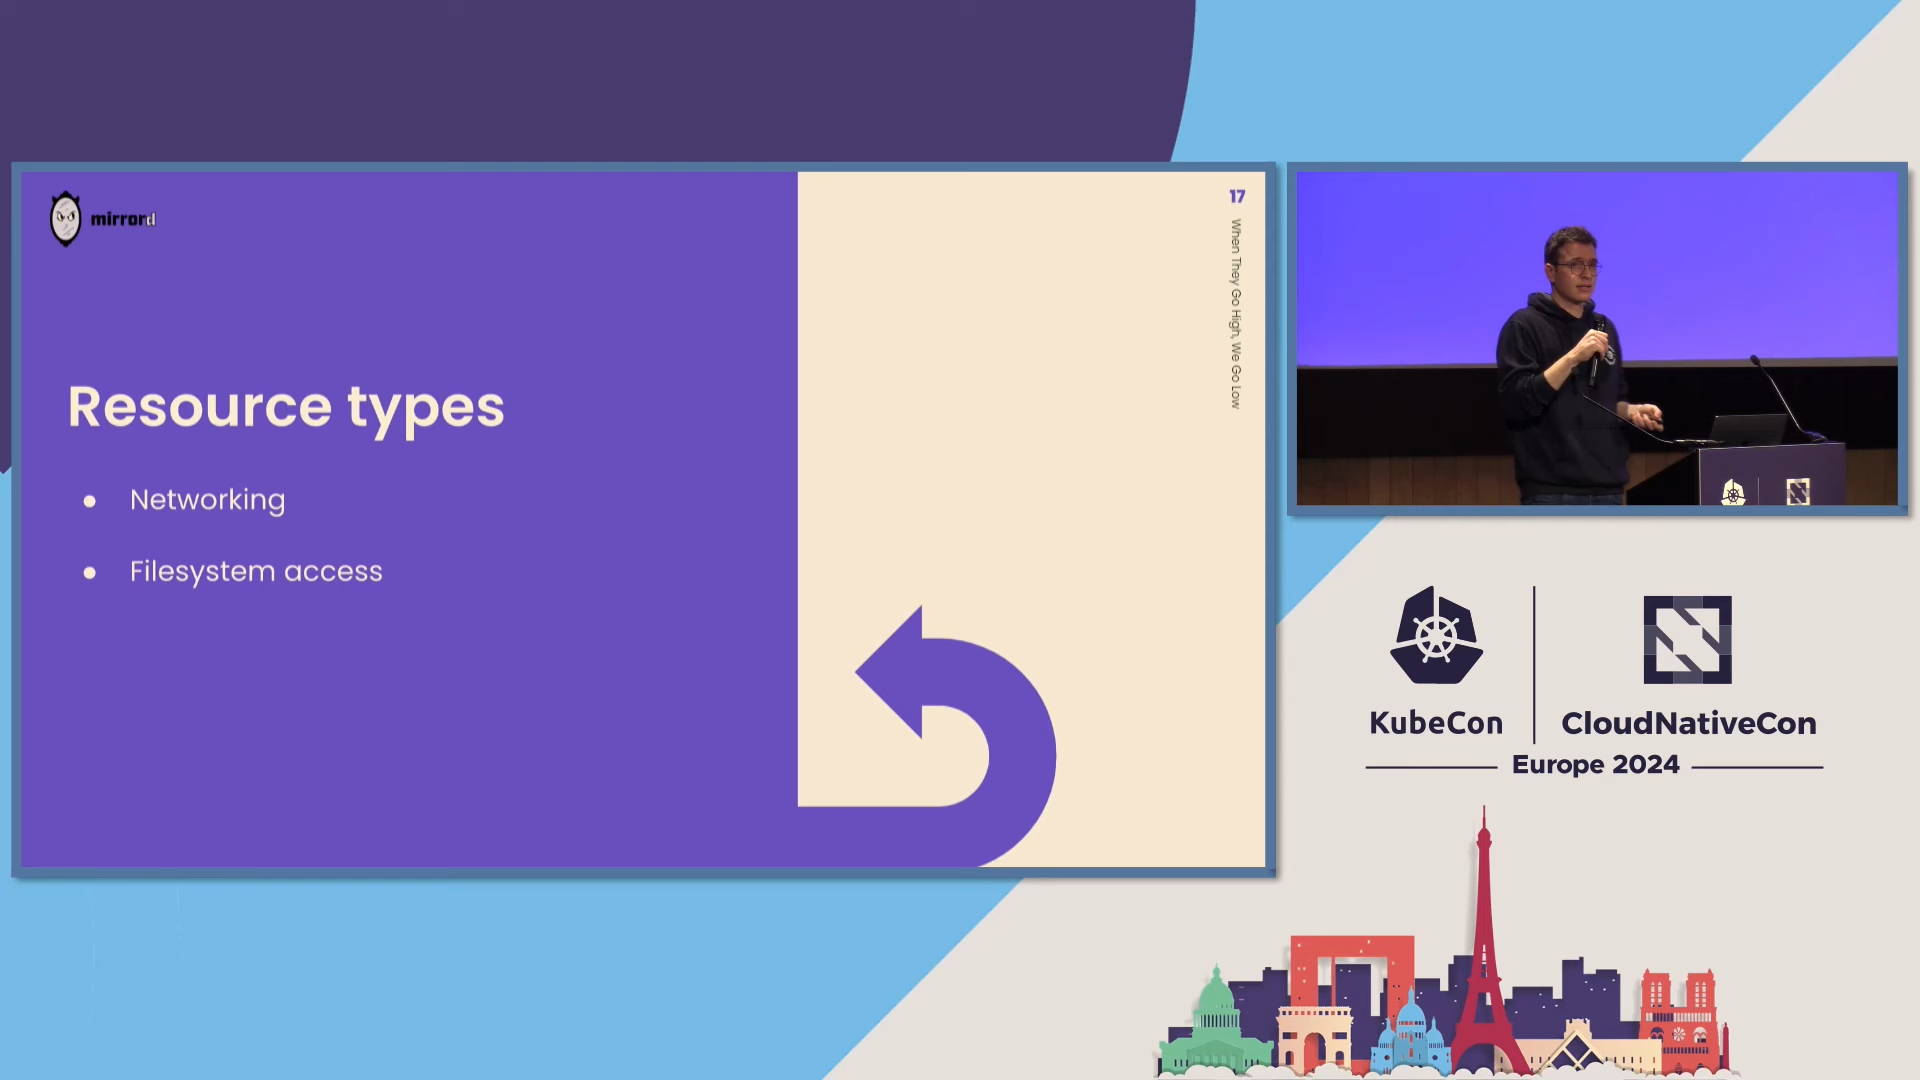 mirrord
17
When They Go High, We Go Low
Resource types
● Networking
● Filesystem access
KubeCon
CloudNativeCon
Europe 2024